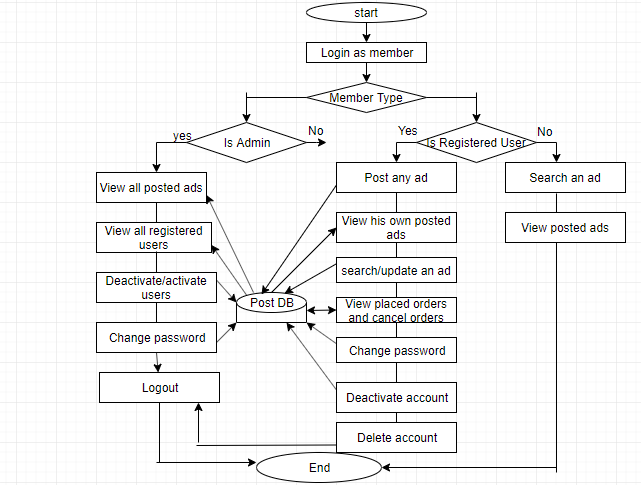 start
Login as member
Member Type
yes
Is Admin
No
Yes
Is Registered User
No
View all posted ads
Post any ad
Search an ad
View all registered
users
View his own posted
ads
View posted ads
Deactivate/activate
users
search/update an ad
Post DB
View placed orders
and cancel orders
Change password
Change password
Logout
Deactivate account
Delete account
End